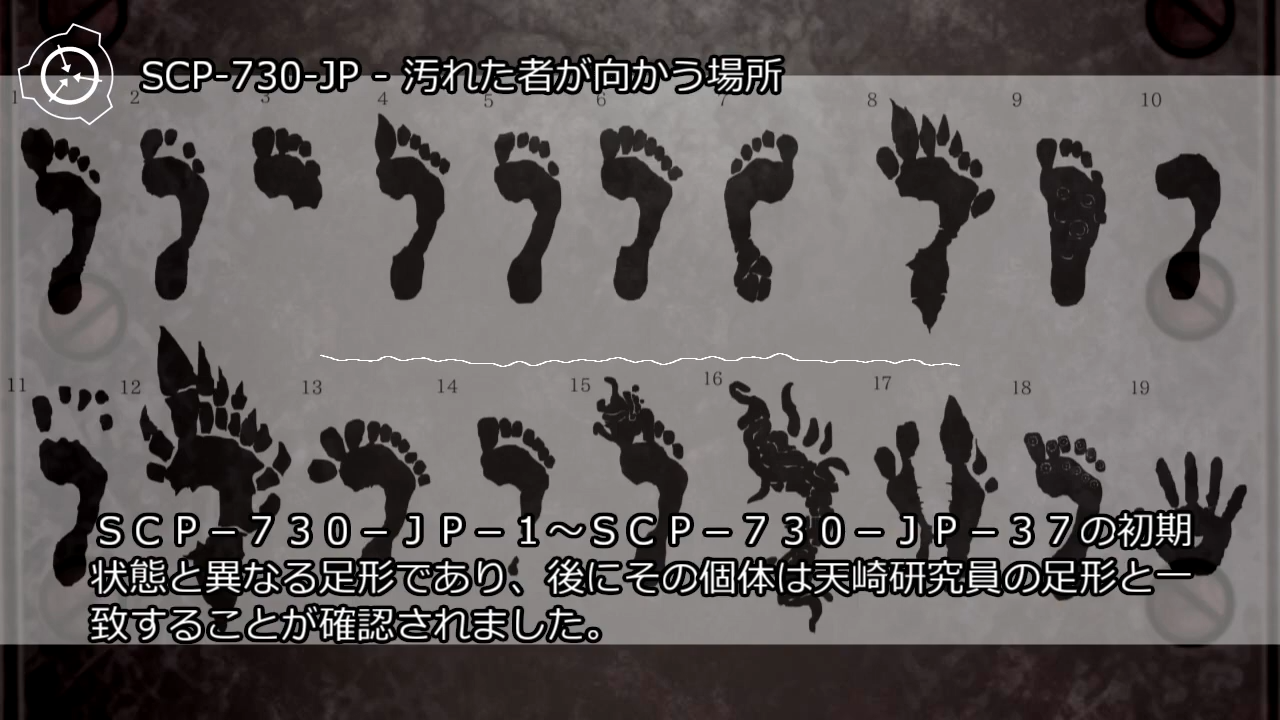 SCP-730-JP - 汚れた者が向かう場所
1 2 3 4 5 6 7 8 9 10
11 12 13 14 15 16 17 18 19
ＳＣＰ－７３０－ＪＰ－１～ＳＣＰ－７３０－ＪＰ－３７の初期
状態と異なる足形であり、後にその個体は天崎研究員の足形と一
致することが確認されました。